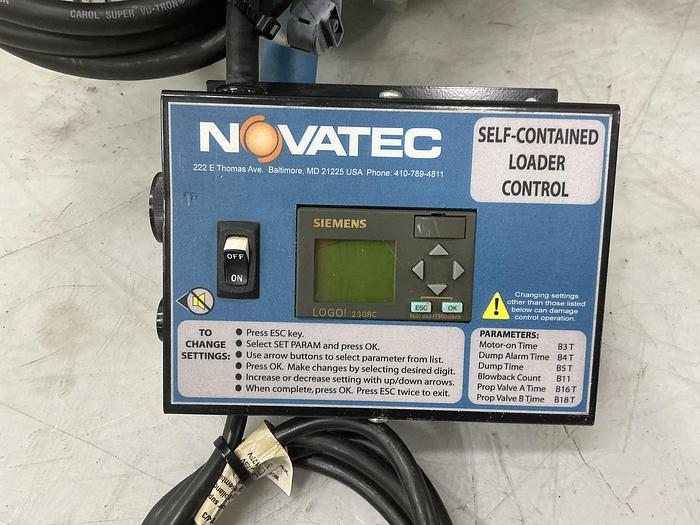 CAROL SUPER VU-TRON®
NOVATEC
222 E Thomas Ave. Baltimore, MD 21225 USA Phone: 410-789-4811
SELF-CONTAINED
LOADER
CONTROL
OFF
ON
SIEMENS
ESC OK
LOGO! 230RC
Changing settings
other than those listed
below can damage
control operation.
TO
CHANGE
SETTINGS:
● Press ESC key.
● Select SET PARAM and press OK.
● Use arrow buttons to select parameter from list.
● Press OK. Make changes by selecting desired digit.
● Increase or decrease setting with up/down arrows.
● When complete, press OK. Press ESC twice to exit.
PARAMETERS:
Motor-on Time B3 T
Dump Alarm Time B4 T
Dump Time B5 T
Blowback Count B11
Prop Valve A Time B16 T
Prop Valve B Time B18 T